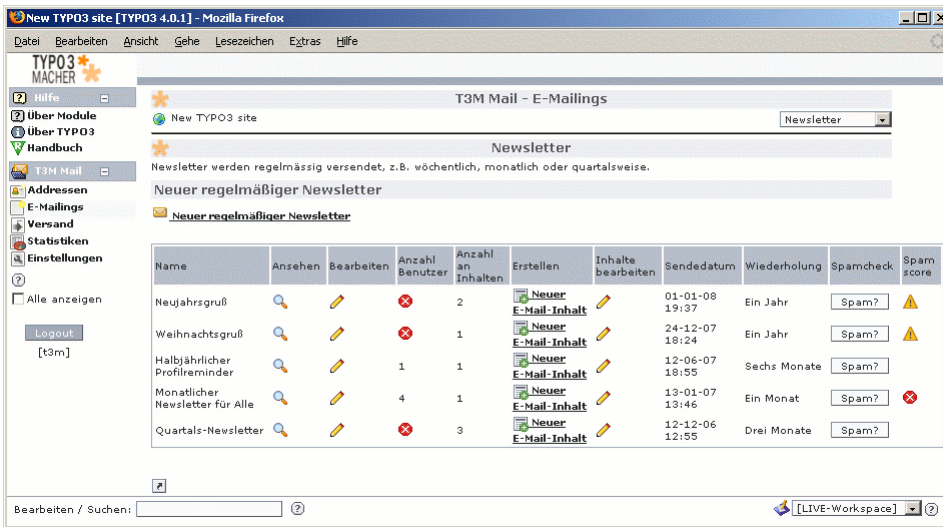 New TYPO3 site [TYPO3 4.0.1] - Mozilla Firefox
Datei Bearbeiten Ansicht Gehe Lesezeichen Extras Hilfe
TYPO3
MACHER
Hilfe
Über Module
Über TYPO3
Handbuch
T3M Mail
Addressen
E-Mailings
Versand
Statistiken
Einstellungen
Alle anzeigen
Logout
[t3m]
T3M Mail - E-Mailings
New TYPO3 site
Newsletter
Newsletter
Newsletter werden regelmässig versendet, z.B. wöchentlich, monatlich oder quartalsweise.
Neuer regelmäßiger Newsletter
Neuer regelmäßiger Newsletter
Name Ansehen Bearbeiten Anzahl Benutzer Anzahl an Inhalten Erstellen Inhalte bearbeiten Sendedatum Wiederholung Spamcheck Spam score
Neujahrsgruß 2 Neuer E-Mail-Inhalt 01-01-08 19:37 Ein Jahr Spam?
Weihnachtsgruß 1 Neuer E-Mail-Inhalt 24-12-07 18:24 Ein Jahr Spam?
Halbjährlicher Profilreminder 1 1 Neuer E-Mail-Inhalt 12-06-07 18:55 Sechs Monate Spam?
Monatlicher Newsletter für Alle 4 1 Neuer E-Mail-Inhalt 13-01-07 13:46 Ein Monat Spam?
Quartals-Newsletter 3 Neuer E-Mail-Inhalt 12-12-06 12:55 Drei Monate Spam?
Bearbeiten / Suchen: [LIVE-Workspace]